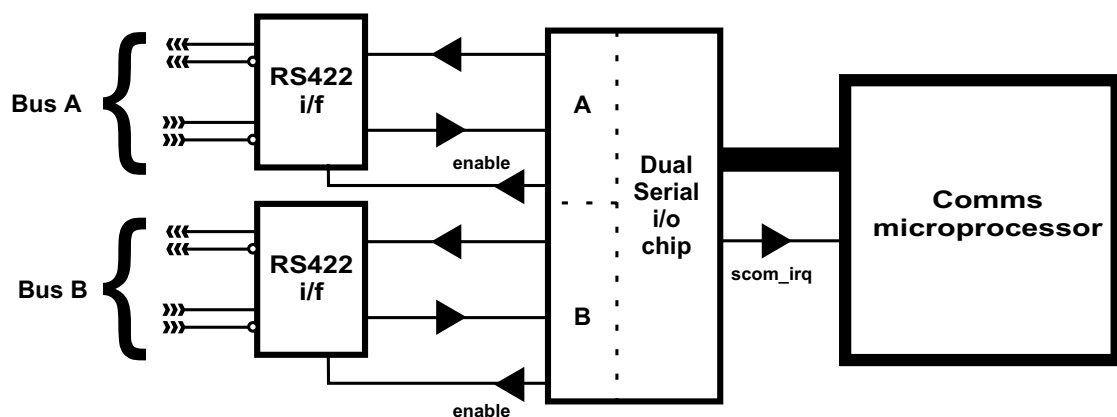 Bus A
RS422
i/f
enable
A
Dual
Serial
i/o
chip
Comms
microprocessor
scom_irq
Bus B
RS422
i/f
B
enable